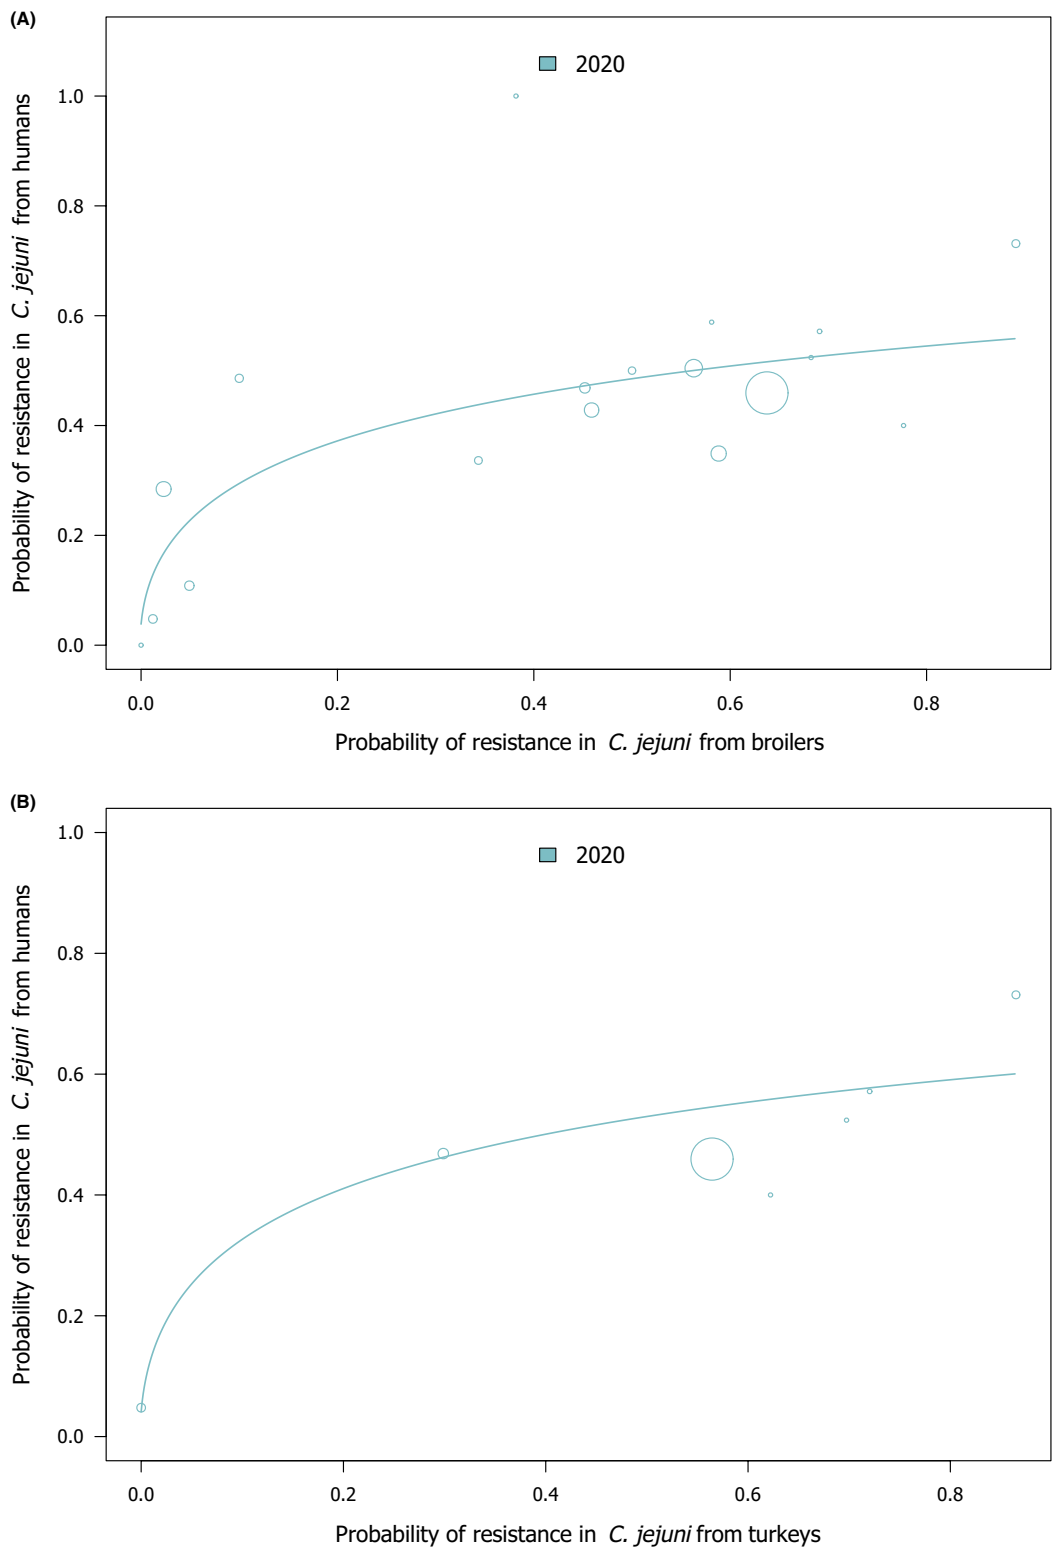 (A)
2020
Probability of resistance in C. jejuni from humans
1.0
0.8
0.6
0.4
0.2
0.0
0.0 0.2 0.4 0.6 0.8
Probability of resistance in C. jejuni from broilers
(B)
2020
Probability of resistance in C. jejuni from humans
1.0
0.8
0.6
0.4
0.2
0.0
0.0 0.2 0.4 0.6 0.8
Probability of resistance in C. jejuni from turkeys